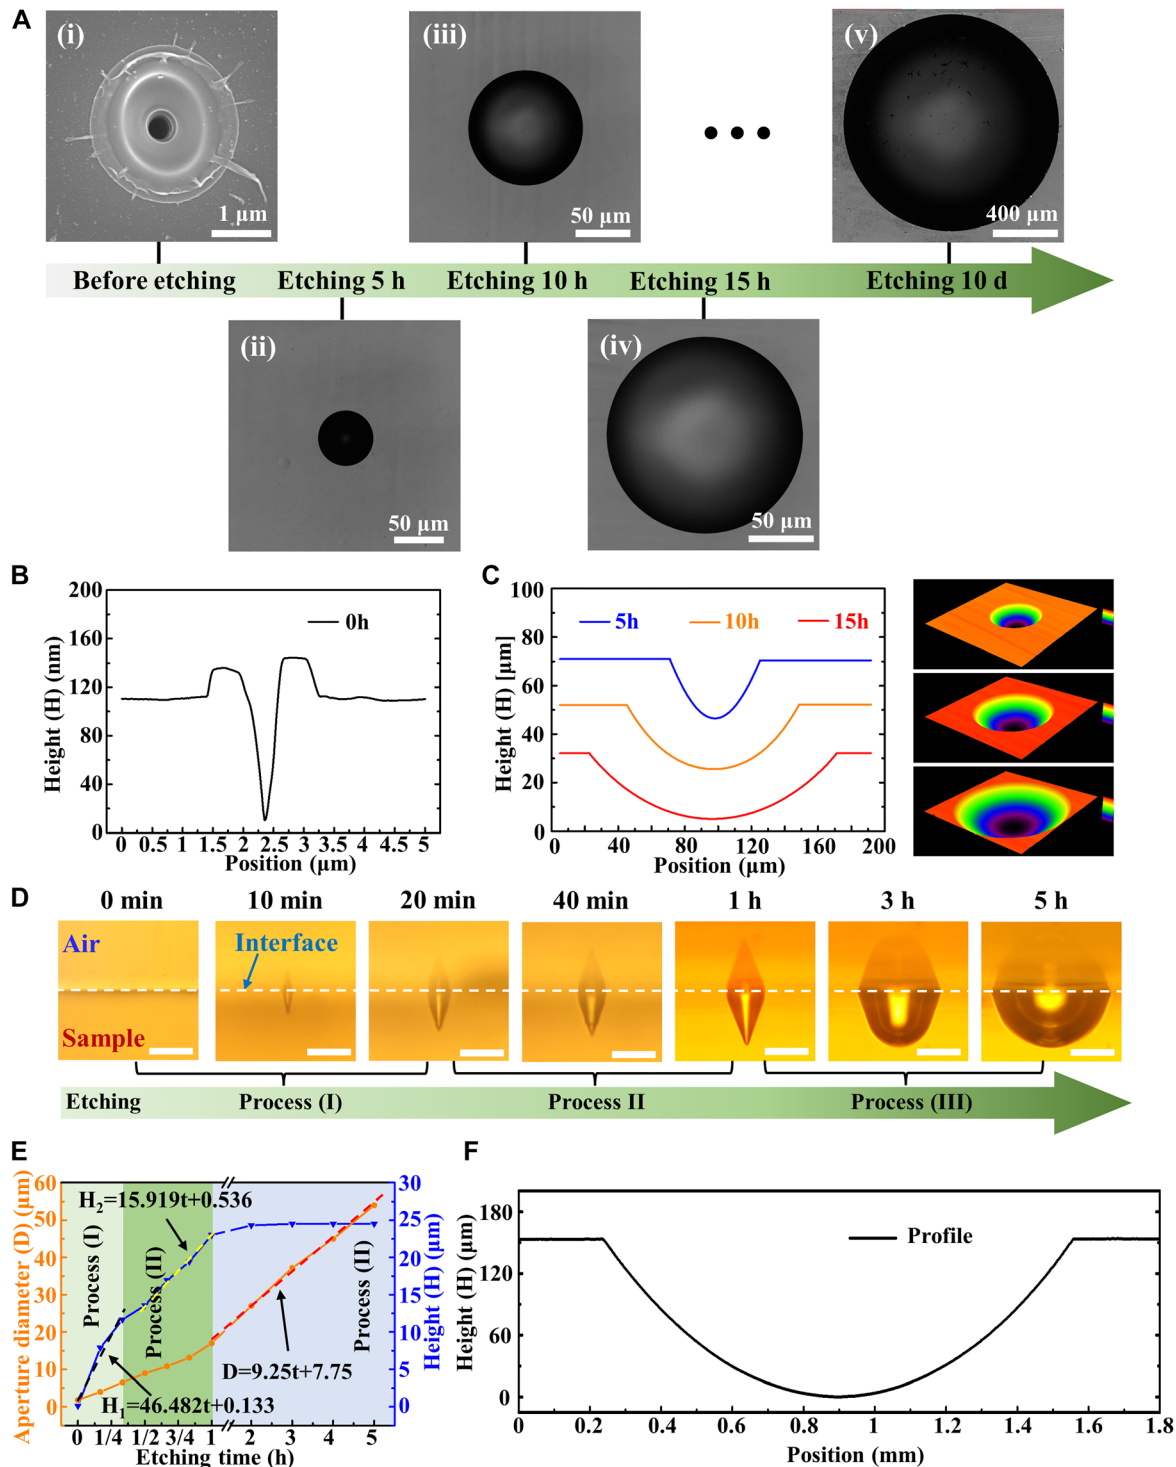 A
(i)
1 μm
(iii)
50 μm
(v)
400 μm
Before etching
Etching 5 h
Etching 10 h
Etching 15 h
Etching 10 d
(ii)
50 μm
(iv)
50 μm
B
Height (H) (nm)
200
160
120
80
40
0
0h
0
0.5
1
1.5
2
2.5
3
3.5
4
4.5
5
Position (μm)
C
Height (H) [μm]
100
80
60
40
20
0
5h
10h
15h
0
40
80
120
160
200
Position (μm)
D
0 min
10 min
20 min
40 min
1 h
3 h
5 h
Air
Interface
Sample
Etching
Process (I)
Process II
Process (III)
E
Aperture diameter (D) (μm)
60
50
40
30
20
10
0
H₂=15.919t+0.536
Process (I)
Process (II)
Process (II)
D=9.25t+7.75
H₁=46.482t+0.133
30
25
20
15
10
5
0
Height (H) (μm)
0
1/4
1/2
3/4
1
2
3
4
5
Etching time (h)
F
Height (H) (μm)
180
120
60
0
Profile
0
0.2
0.4
0.6
0.8
1
1.2
1.4
1.6
1.8
Position (mm)